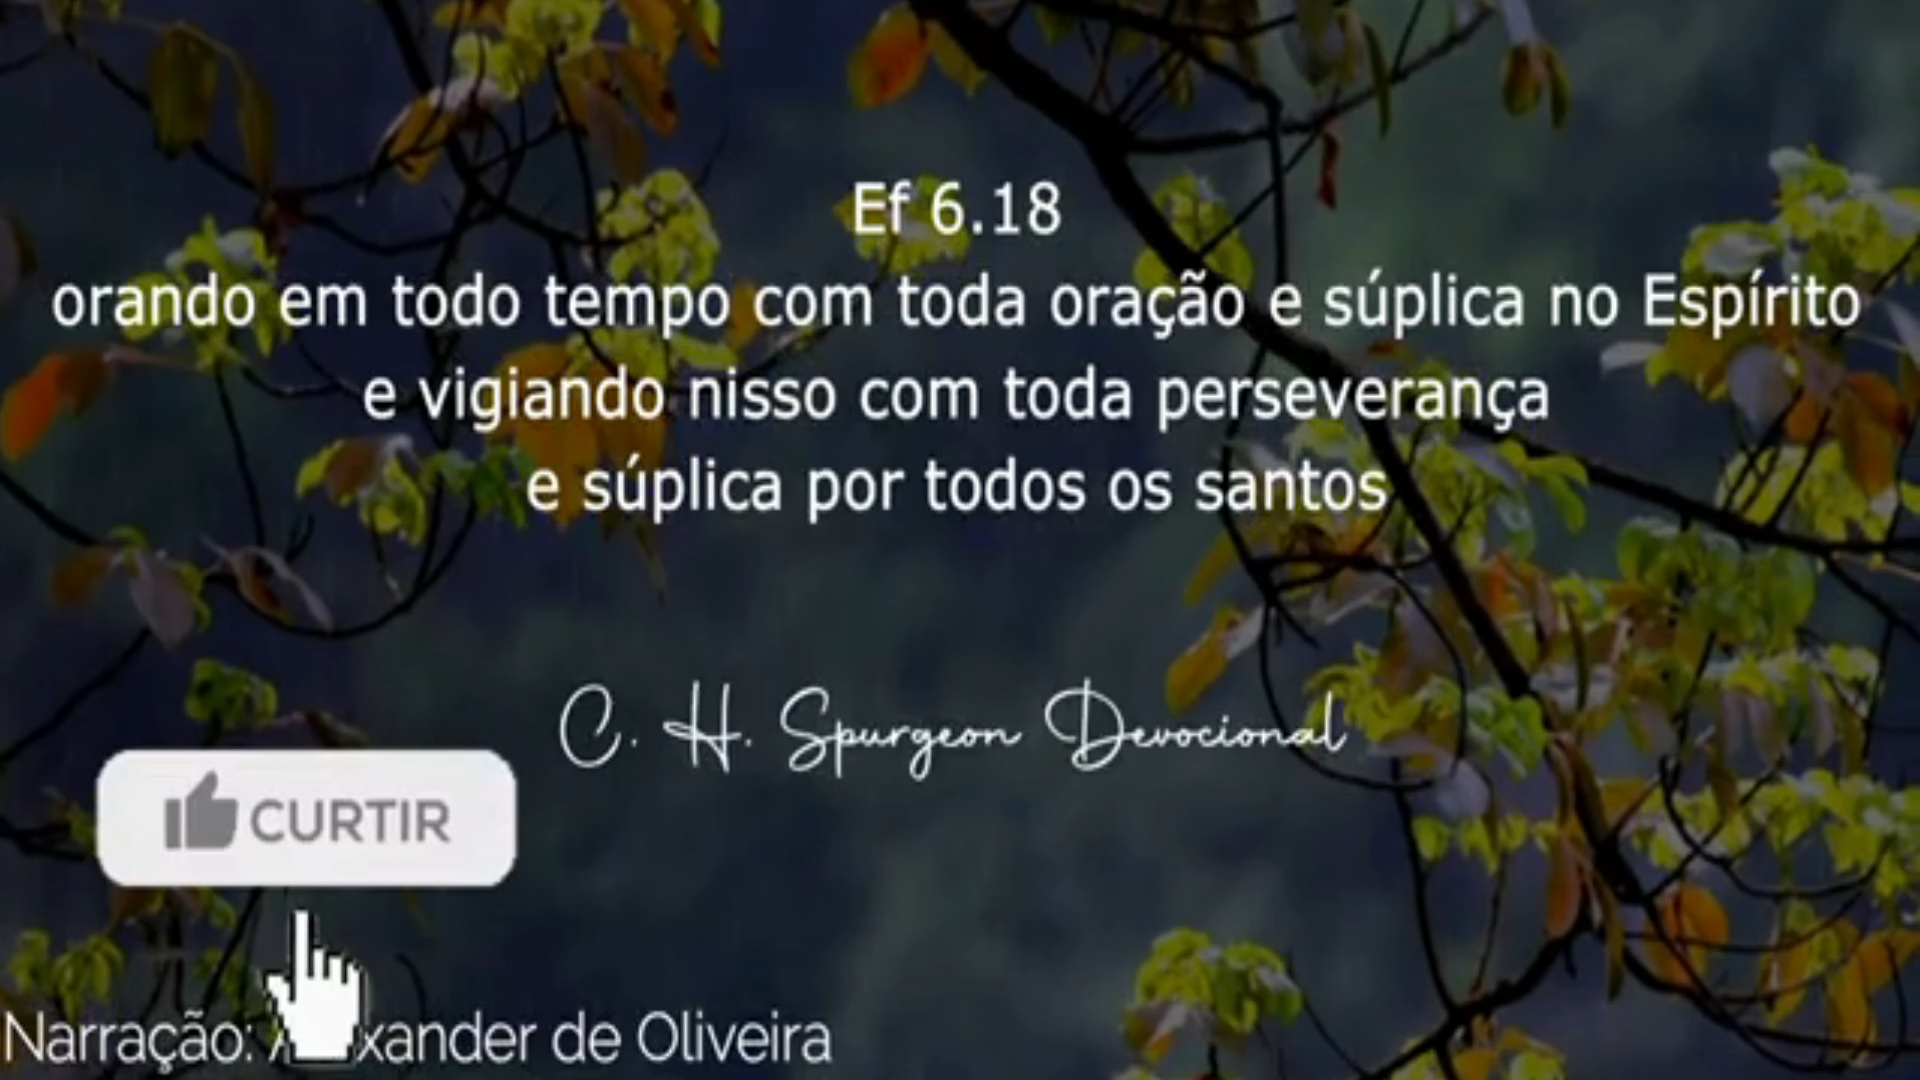 Ef 6.18
orando em todo tempo com toda oração e súplica no Espírito
e vigiando nisso com toda perseverança
e súplica por todos os santos
C. H. Spurgeon Devocional
CURTIR
Narração: de Oliveira